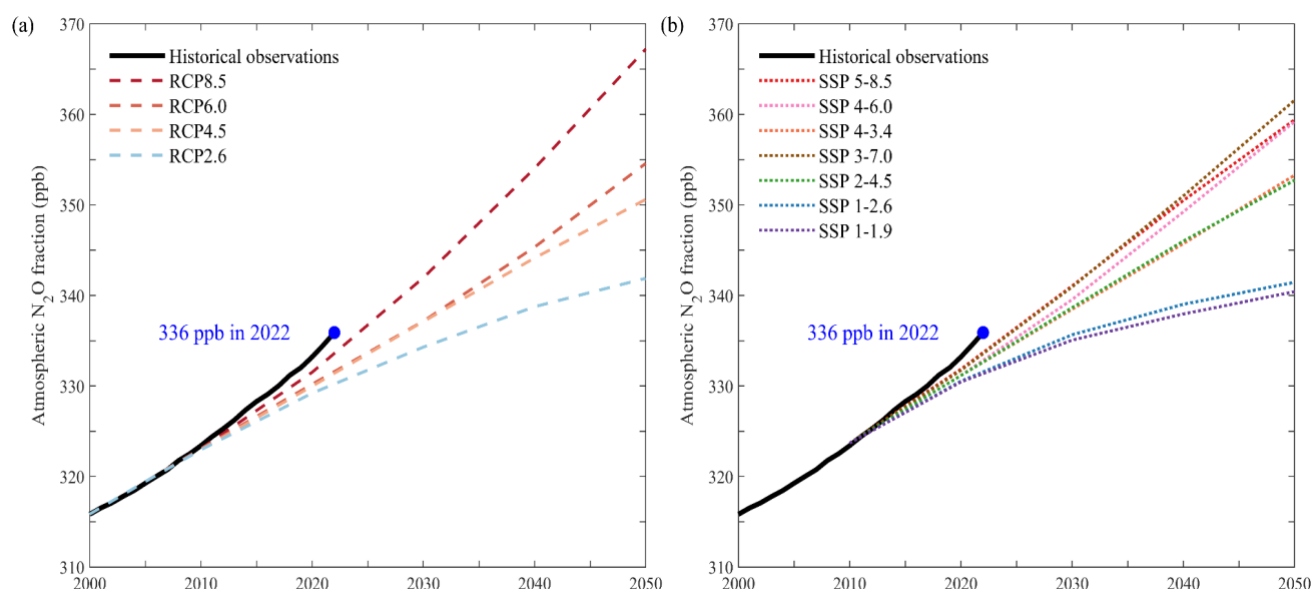 (a)
370
360
350
340
330
320
310
Atmospheric N2O fraction (ppb)
Historical observations
RCP8.5
RCP6.0
RCP4.5
RCP2.6
336 ppb in 2022
2000 2010 2020 2030 2040 2050
(b)
370
360
350
340
330
320
310
Atmospheric N2O fraction (ppb)
Historical observations
SSP 5-8.5
SSP 4-6.0
SSP 4-3.4
SSP 3-7.0
SSP 2-4.5
SSP 1-2.6
SSP 1-1.9
336 ppb in 2022
2000 2010 2020 2030 2040 2050